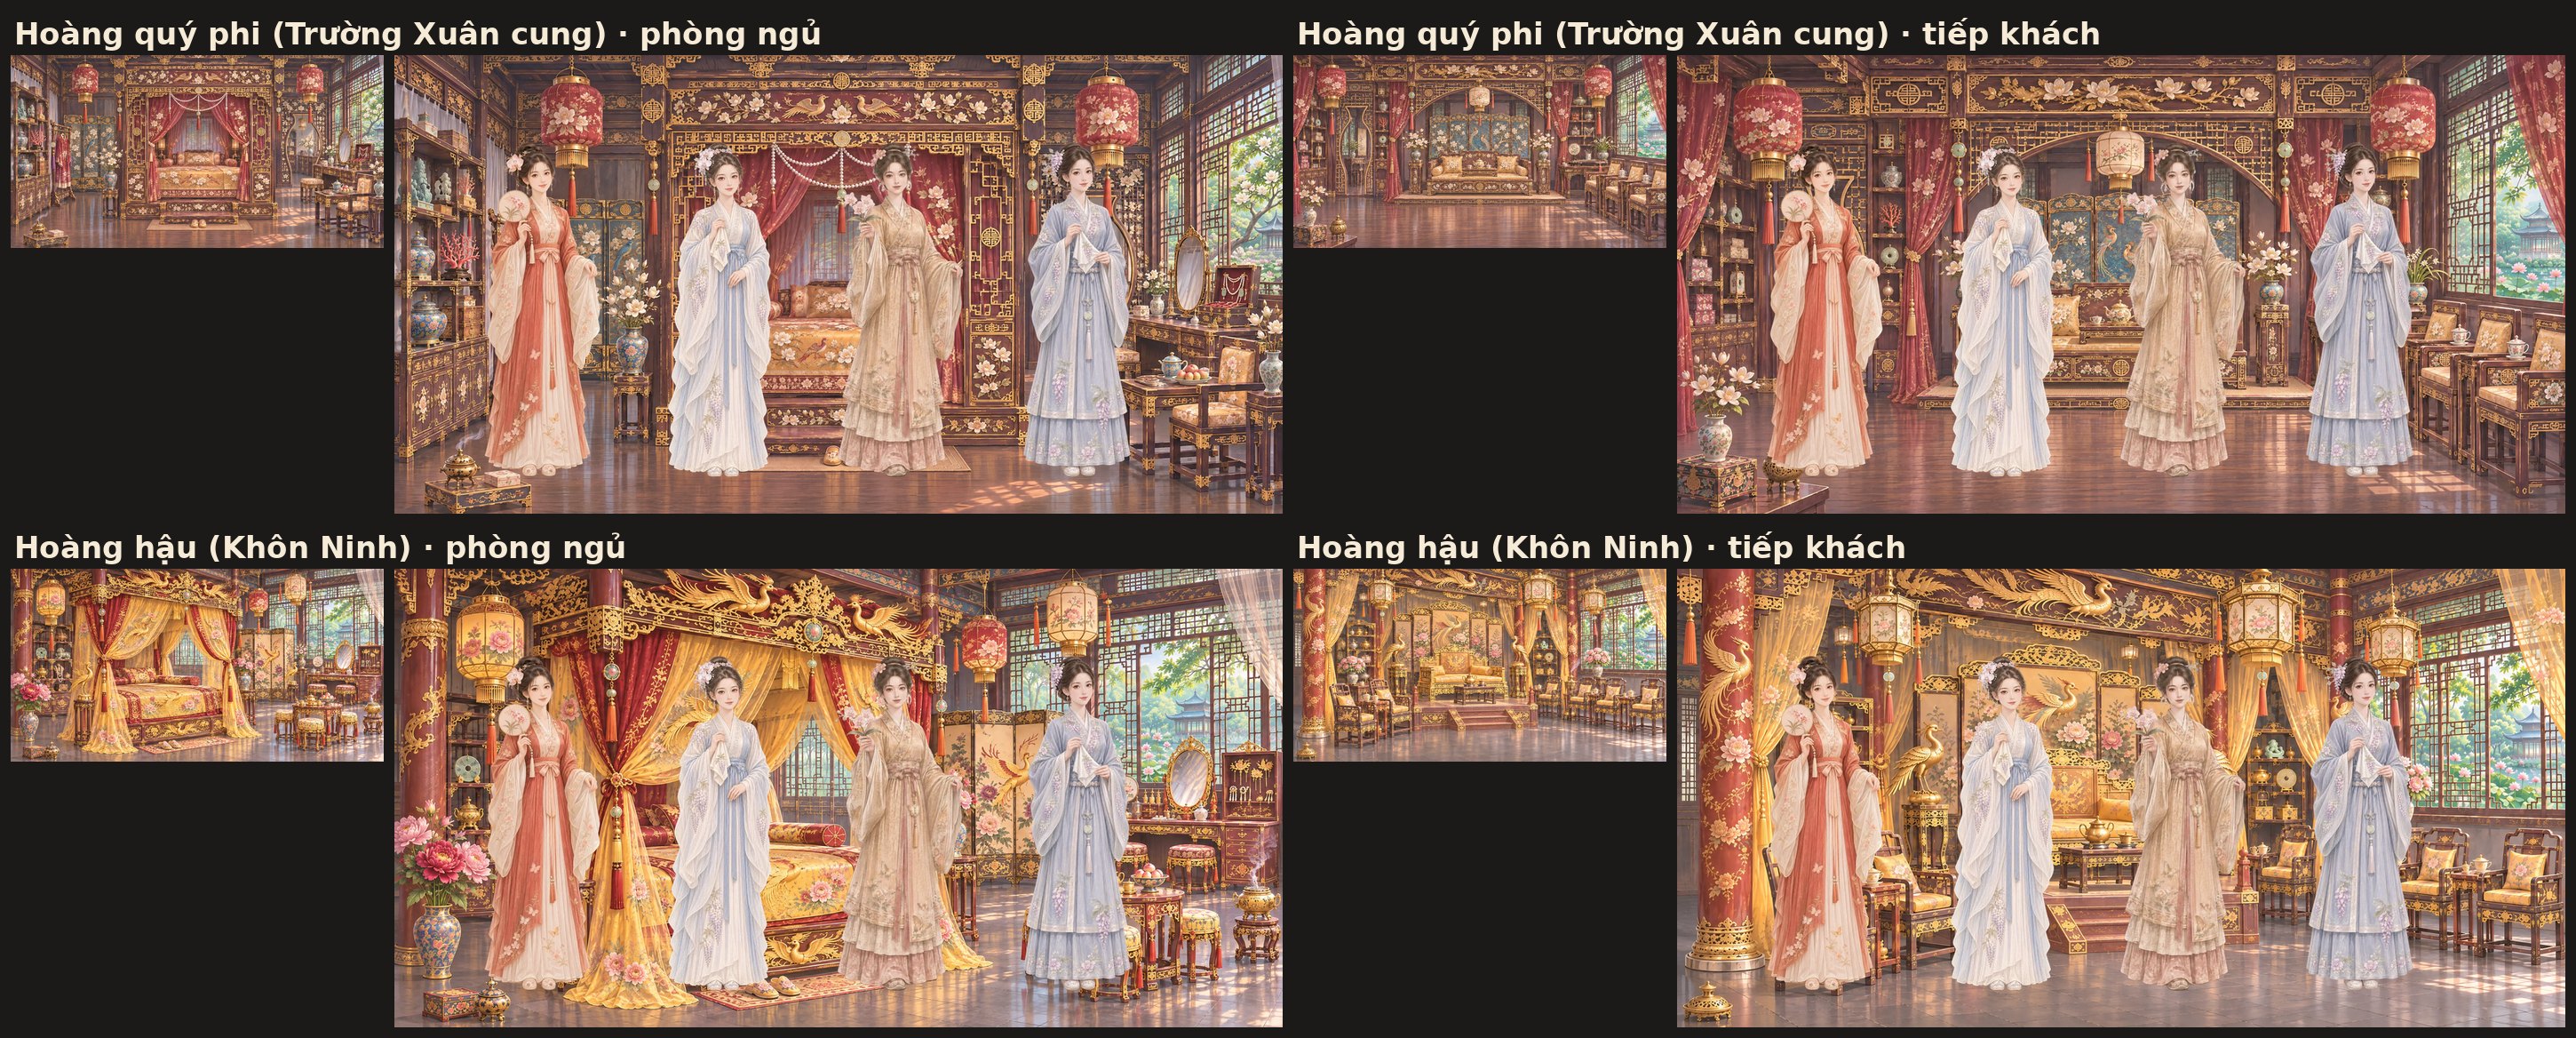 Hoàng quý phi (Trường Xuân cung) · phòng ngủ
Hoàng quý phi (Trường Xuân cung) · tiếp khách
Hoàng hậu (Khôn Ninh) · phòng ngủ
Hoàng hậu (Khôn Ninh) · tiếp khách